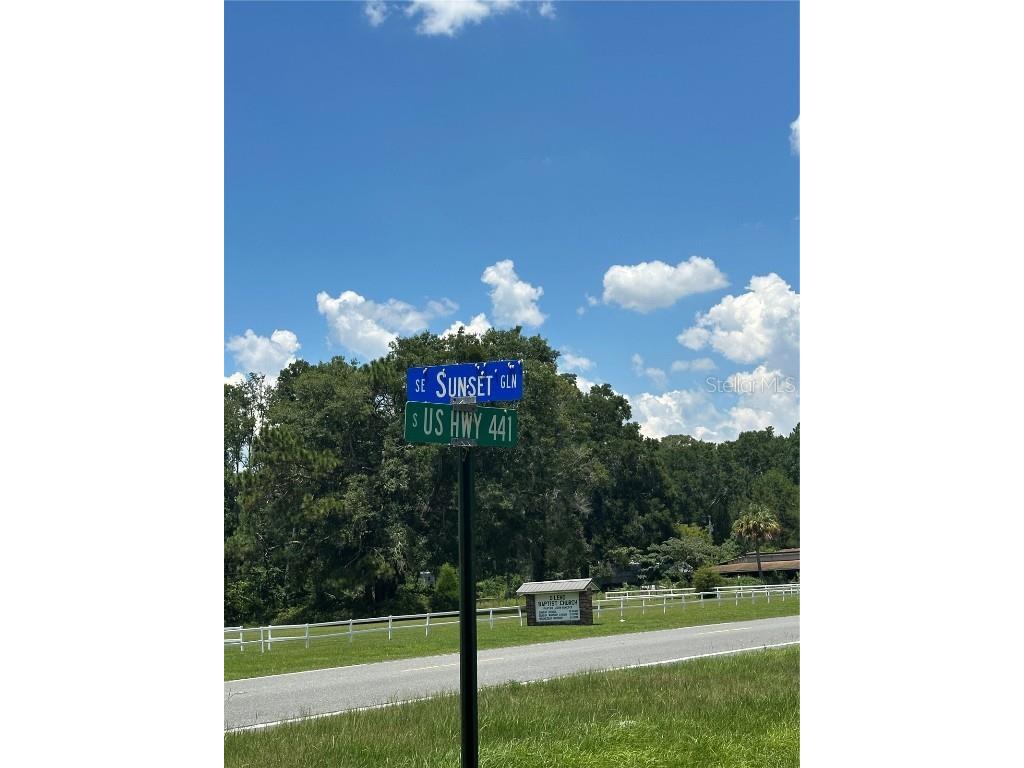 Stellar MLS
SE SUNSET GLN
S US HWY 441
BAPTIST CHURCH